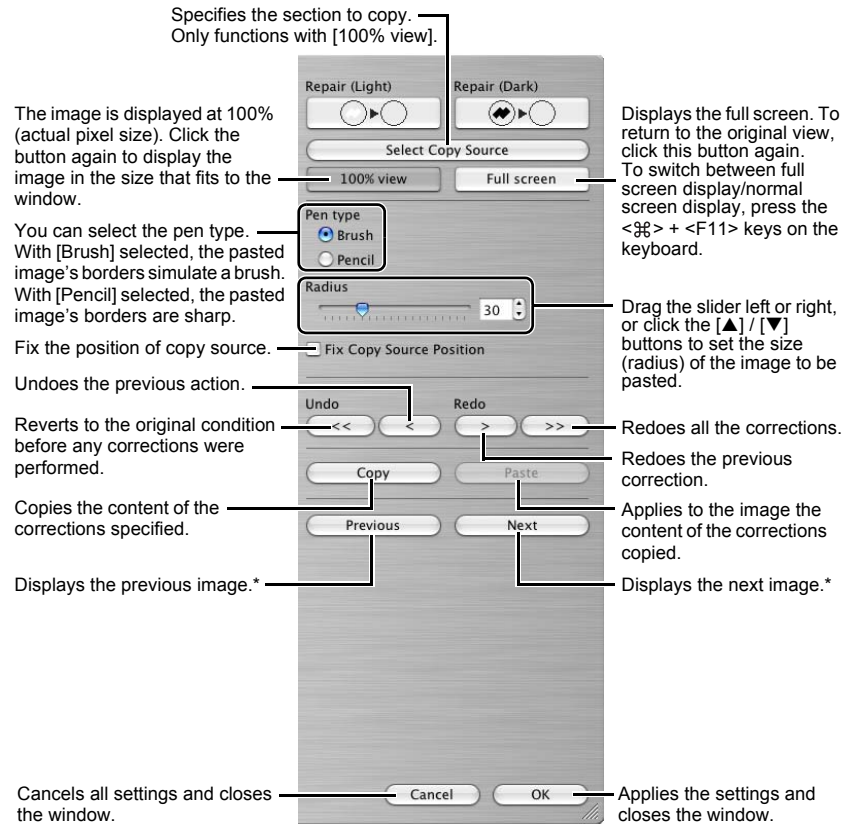 Specifies the section to copy.
Only functions with [100% view].
Repair (Light)
Repair (Dark)
Select Copy Source
100% view
Full screen
The image is displayed at 100%
(actual pixel size). Click the
button again to display the
image in the size that fits to the
window.
Displays the full screen. To
return to the original view,
click this button again.
To switch between full
screen display/normal
screen display, press the
<⌘> + <F11> keys on the
keyboard.
You can select the pen type.
With [Brush] selected, the pasted
image's borders simulate a brush.
With [Pencil] selected, the pasted
image's borders are sharp.
Pen type
Brush
Pencil
Radius
30
Drag the slider left or right,
or click the [▲] / [▼]
buttons to set the size
(radius) of the image to be
pasted.
Fix the position of copy source.
Fix Copy Source Position
Undoes the previous action.
Undo
Redo
<<
<
>
>>
Reverts to the original condition
before any corrections were
performed.
Redoes all the corrections.
Redoes the previous
correction.
Copy
Paste
Copies the content of the
corrections specified.
Applies to the image the
content of the corrections
copied.
Previous
Next
Displays the previous image.*
Displays the next image.*
Cancel
OK
Cancels all settings and closes
the window.
Applies the settings and
closes the window.